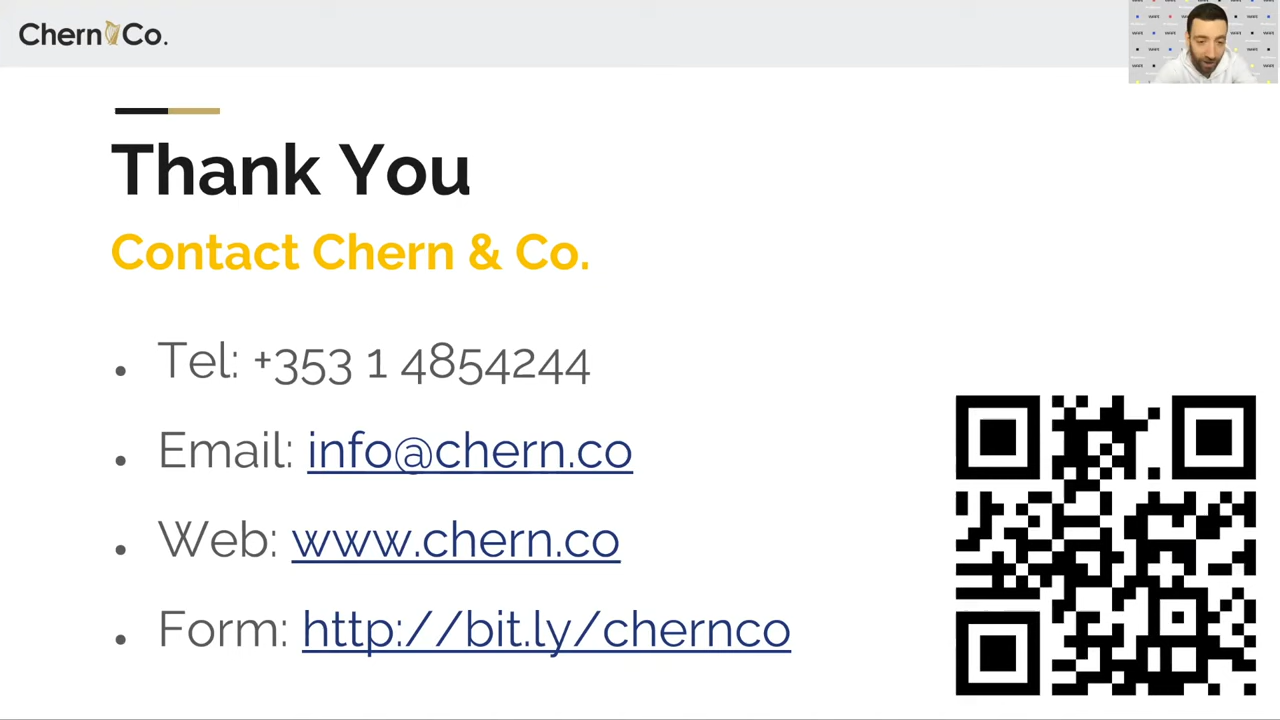 Chern Co.
Thank You
Contact Chern & Co.
Tel: +353 1 4854244
Email: info@chern.co
Web: www.chern.co
Form: http://bit.ly/chernco